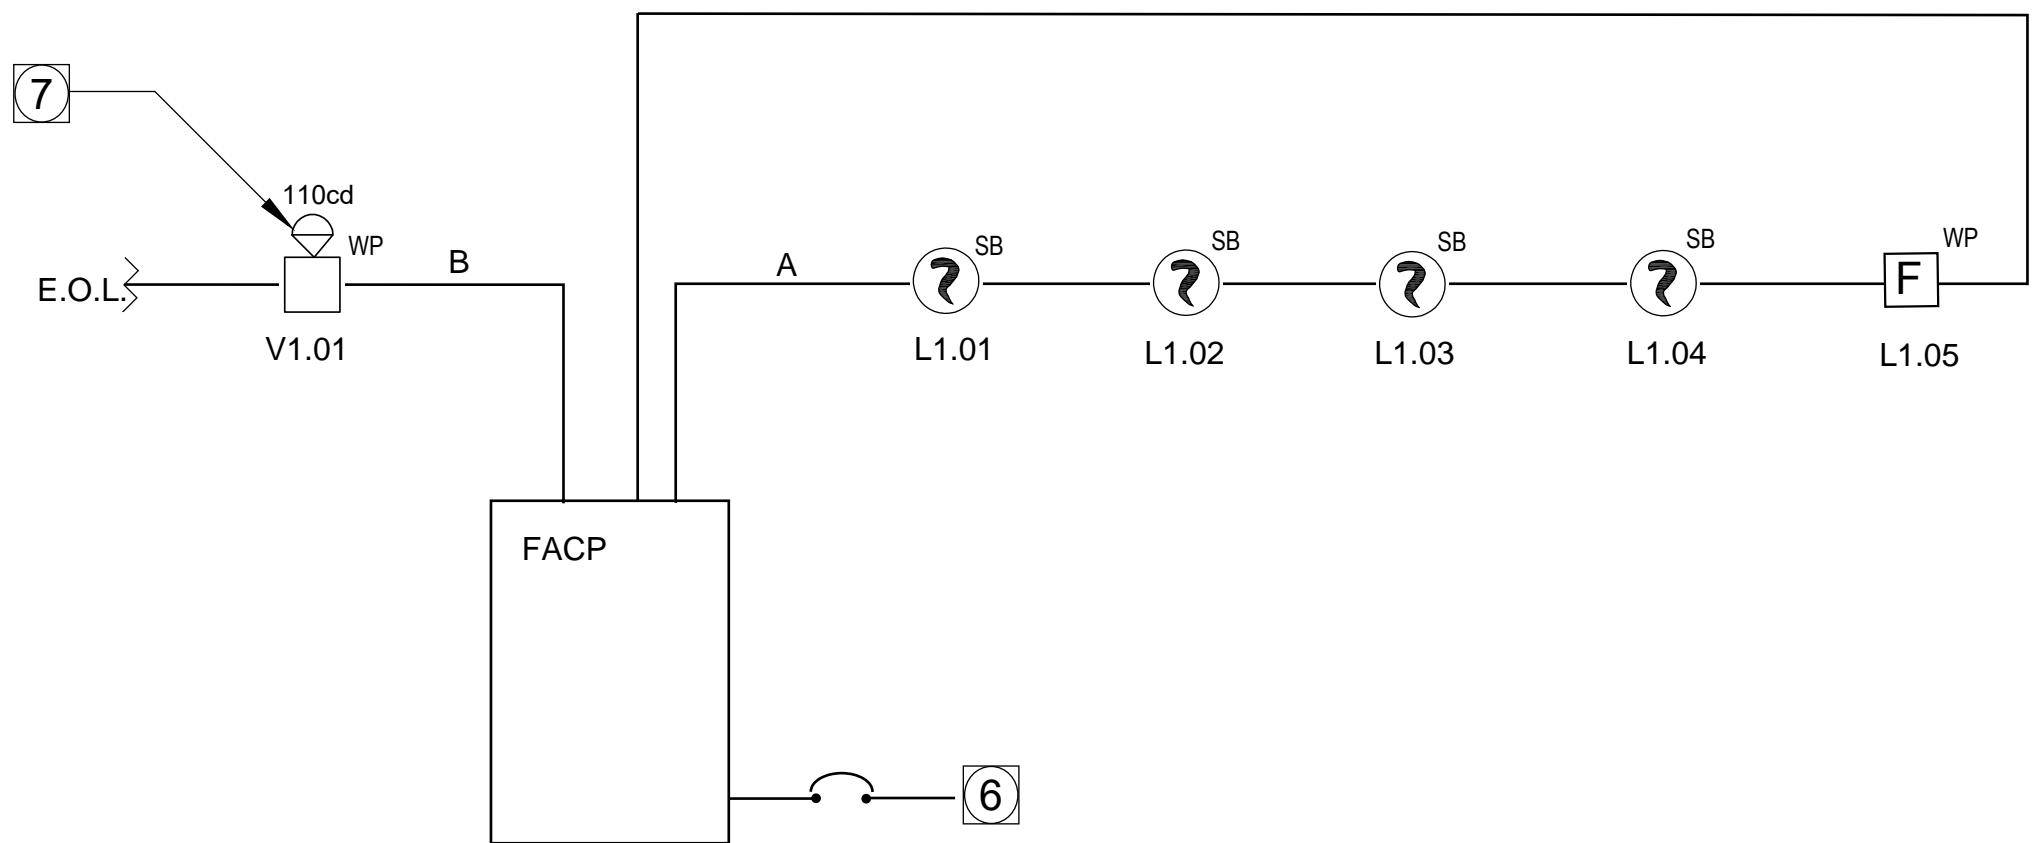 7
110cd
WP
E.O.L.
B
V1.01
A
SB
L1.01
SB
L1.02
SB
L1.03
SB
L1.04
WP
F
L1.05
FACP
6